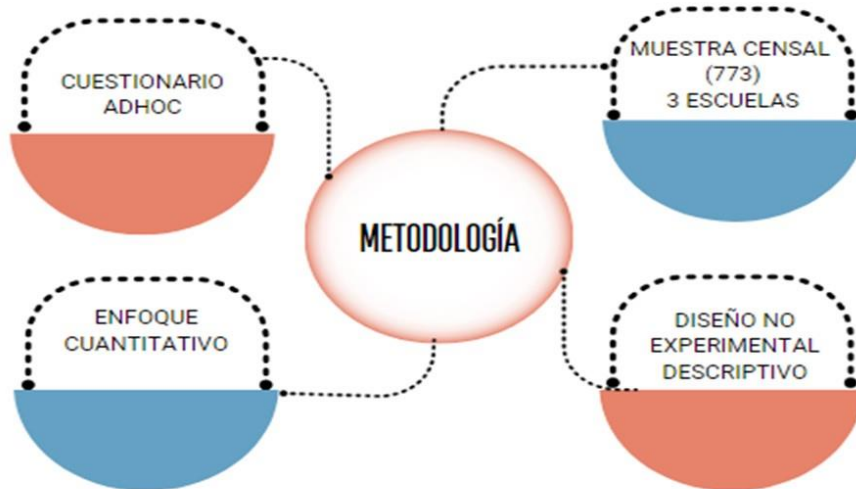 CUESTIONARIO
ADHOC
MUESTRA CENSAL
(773)
3 ESCUELAS
METODOLOGÍA
ENFOQUE
CUANTITATIVO
DISEÑO NO
EXPERIMENTAL
DESCRIPTIVO